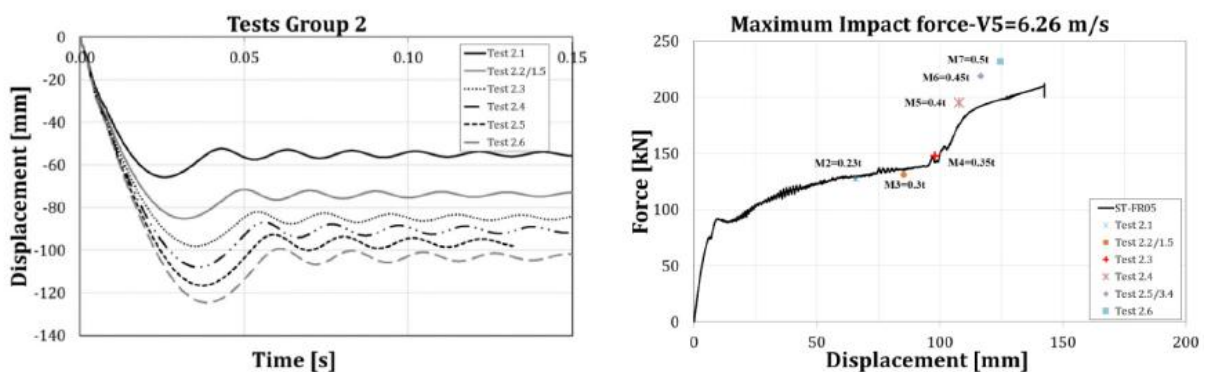 Tests Group 2
0
-20
-40
-60
-80
-100
-120
-140
0.00
0.05
0.10
0.15
Test 2.1
Test 2.2/1.5
Test 2.3
Test 2.4
Test 2.5
Test 2.6
Displacement [mm]
Time [s]
Maximum Impact force-V5=6.26 m/s
250
200
150
100
50
0
0
50
100
150
200
M7=0.5t
M6=0.45t
M5=0.4t
M2=0.23t
M4=0.35t
M3=0.3t
ST-FR05
Test 2.1
Test 2.2/1.5
Test 2.3
Test 2.4
Test 2.5/3.4
Test 2.6
Force [kN]
Displacement [mm]